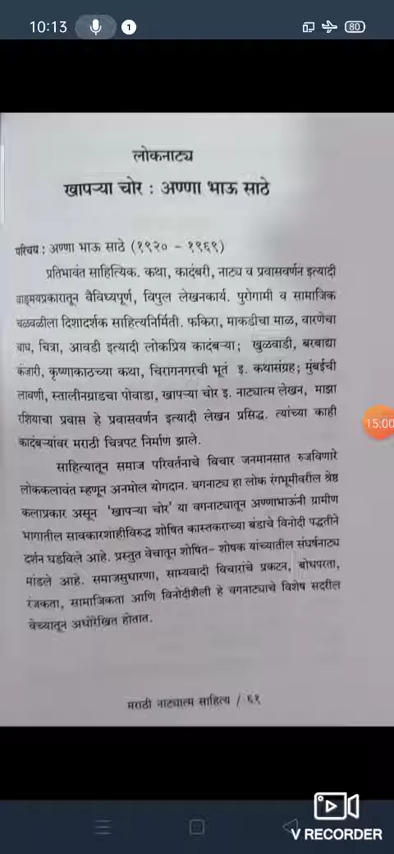 10:13
1
80
लोकनाट्य
खापऱ्या चोर : अण्णा भाऊ साठे
परिचय : अण्णा भाऊ साठे (१९२० - १९६९)
प्रतिभावंत साहित्यिक. कथा, कादंबरी, नाट्य व प्रवासवर्णन इत्यादी
वाङ्मयप्रकारातून वैविध्यपूर्ण, विपुल लेखनकार्य. पुरोगामी व सामाजिक
चळवळीला दिशादर्शक साहित्यनिर्मिती. फकिरा, माकडीचा माळ, वारणेचा
वाघ, चित्रा, आवडी इत्यादी लोकप्रिय कादंबऱ्या; खुळवाडी, बरबाद्या
कंजारी, कृष्णाकाठच्या कथा, चिरागनगरची भूतं इ. कथासंग्रह; मुंबईची
लावणी, स्तालीनग्राडचा पोवाडा, खापऱ्या चोर इ. नाट्यात्म लेखन, माझा
रशियाचा प्रवास हे प्रवासवर्णन इत्यादी लेखन प्रसिद्ध. त्यांच्या काही
कादंबऱ्यांवर मराठी चित्रपट निर्माण झाले.
साहित्यातून समाज परिवर्तनाचे विचार जनमानसात रुजविणारे
लोककलावंत म्हणून अनमोल योगदान. वगनाट्य हा लोक रंगभूमीवरील श्रेष्ठ
कलाप्रकार असून 'खापऱ्या चोर' या वगनाट्यातून अण्णाभाऊंनी ग्रामीण
भागातील सावकारशाहीविरुद्ध शोषित कास्तकाराच्या बंडाचे विनोदी पद्धतीने
दर्शन घडविले आहे. प्रस्तुत वेचातून शोषित- शोषक यांच्यातील संघर्षनाट्य
मांडले आहे. समाजसुधारणा, साम्यवादी विचारांचे प्रकटन, बोधपरता,
रंजकता, सामाजिकता आणि विनोदीशैली हे वगनाट्याचे विशेष सदरील
वेच्यातून अधोरेखित होतात.
मराठी नाट्यात्म साहित्य / ६१
15:00
V RECORDER